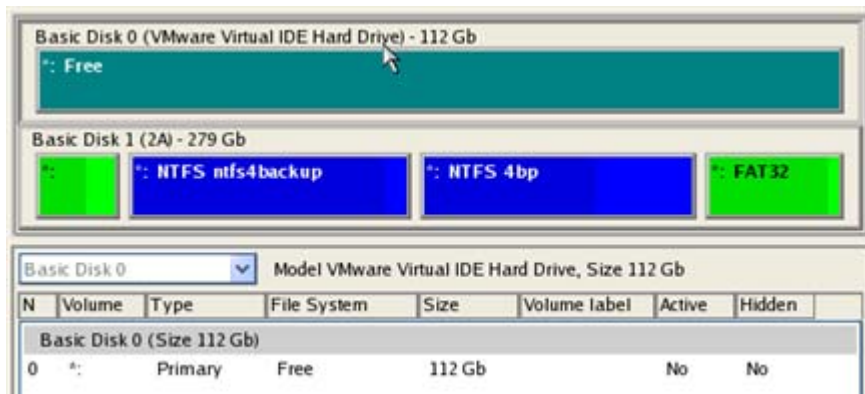 Basic Disk 0 (VMware Virtual IDE Hard Drive) - 112 Gb
*: Free
Basic Disk 1 (2A) - 279 Gb
*: *: NTFS ntfs4backup *: NTFS 4bp *: FAT32
Basic Disk 0 Model VMware Virtual IDE Hard Drive, Size 112 Gb
N Volume Type File System Size Volume label Active Hidden
Basic Disk 0 (Size 112 Gb)
0 *: Primary Free 112 Gb No No